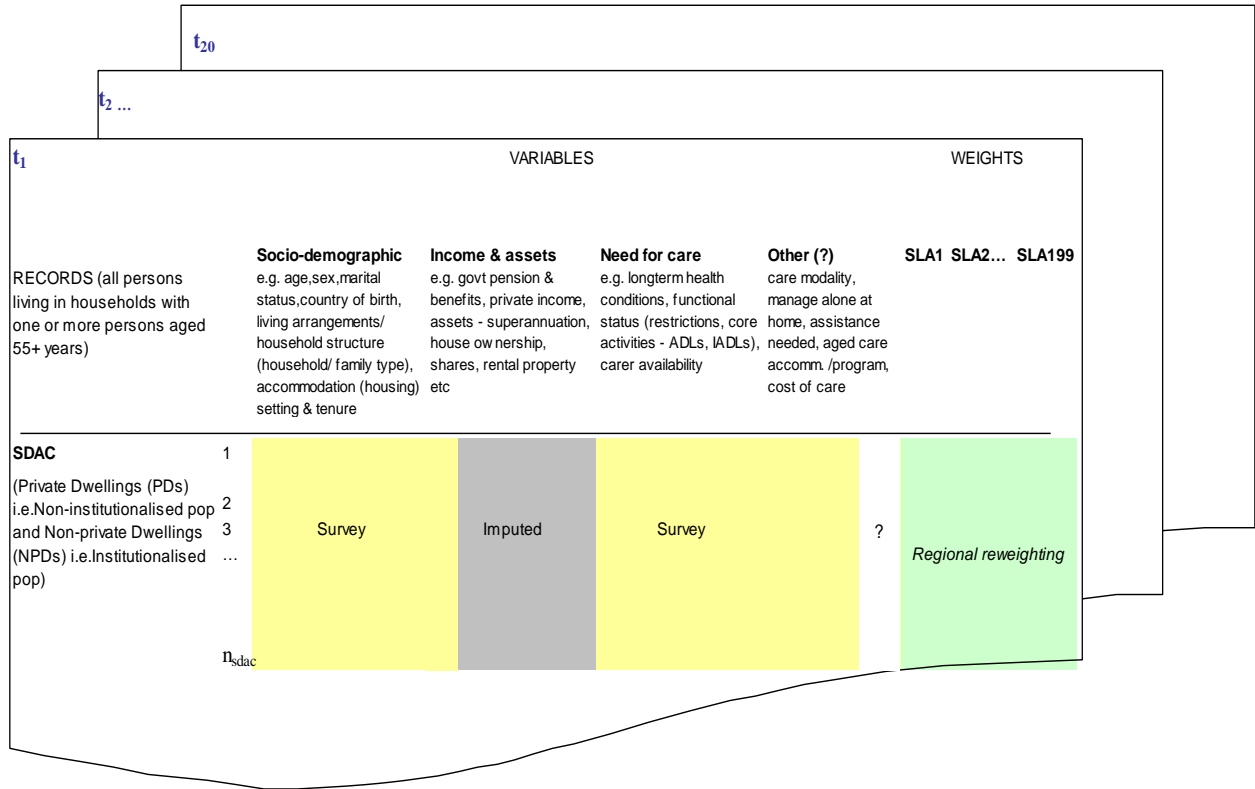 t20
t2 ...
t1
VARIABLES
WEIGHTS
RECORDS (all persons
living in households with
one or more persons aged
55+ years)
Socio-demographic
e.g. age,sex,marital
status,country of birth,
living arrangements/
household structure
(household/ family type),
accommodation (housing)
setting & tenure
Income & assets
e.g. govt pension &
benefits, private income,
assets - superannuation,
house ownership,
shares, rental property
etc
Need for care
e.g. longterm health
conditions, functional
status (restrictions, core
activities - ADLs, IADLs),
carer availability
Other (?)
care modality,
manage alone at
home, assistance
needed, aged care
accomm. /program,
cost of care
SLA1 SLA2... SLA199
SDAC
(Private Dwellings (PDs)
i.e.Non-institutionalised pop
and Non-private Dwellings
(NPDs) i.e.Institutionalised
pop)
1
2
3
...
nsdac
Survey
Imputed
Survey
?
Regional reweighting